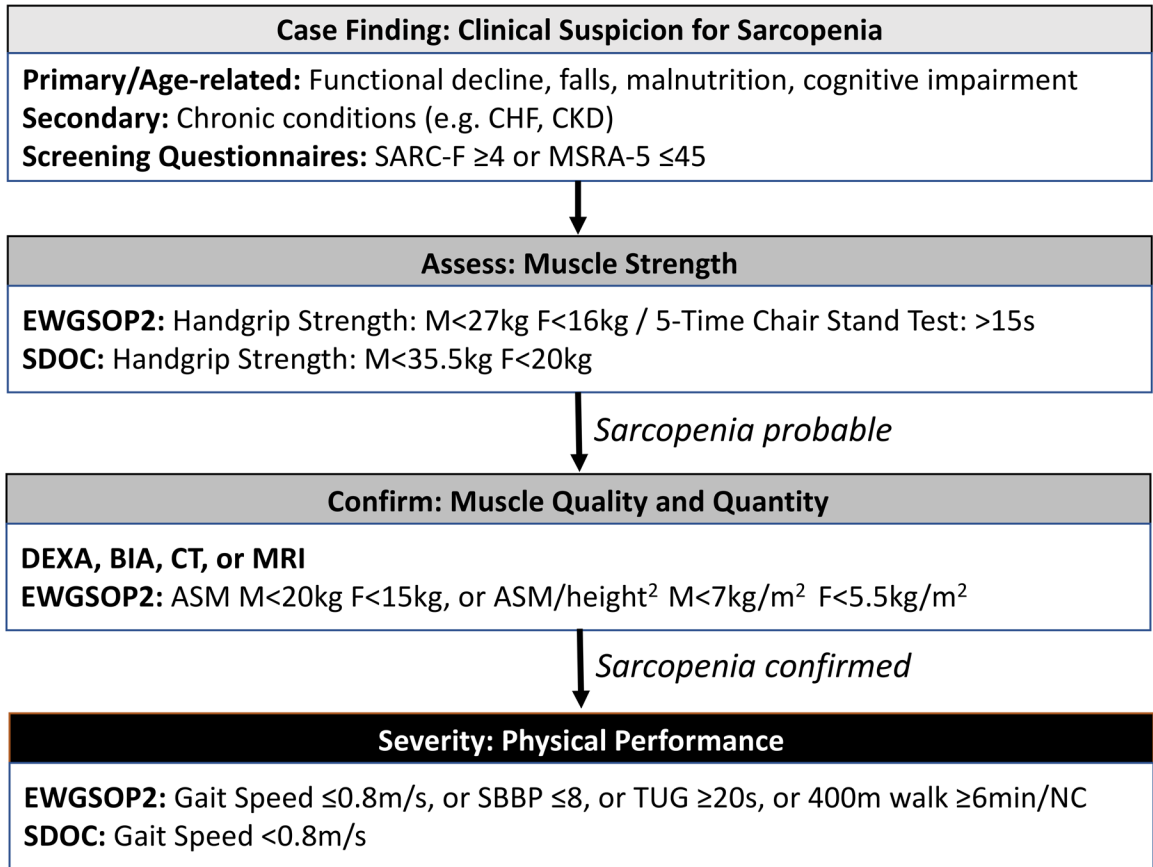 Case Finding: Clinical Suspicion for Sarcopenia
Primary/Age-related: Functional decline, falls, malnutrition, cognitive impairment
Secondary: Chronic conditions (e.g. CHF, CKD)
Screening Questionnaires: SARC-F ≥4 or MSRA-5 ≤45
Assess: Muscle Strength
EWGSOP2: Handgrip Strength: M<27kg F<16kg / 5-Time Chair Stand Test: >15s
SDOC: Handgrip Strength: M<35.5kg F<20kg
Sarcopenia probable
Confirm: Muscle Quality and Quantity
DEXA, BIA, CT, or MRI
EWGSOP2: ASM M<20kg F<15kg, or ASM/height² M<7kg/m² F<5.5kg/m²
Sarcopenia confirmed
Severity: Physical Performance
EWGSOP2: Gait Speed ≤0.8m/s, or SBBP ≤8, or TUG ≥20s, or 400m walk ≥6min/NC
SDOC: Gait Speed <0.8m/s